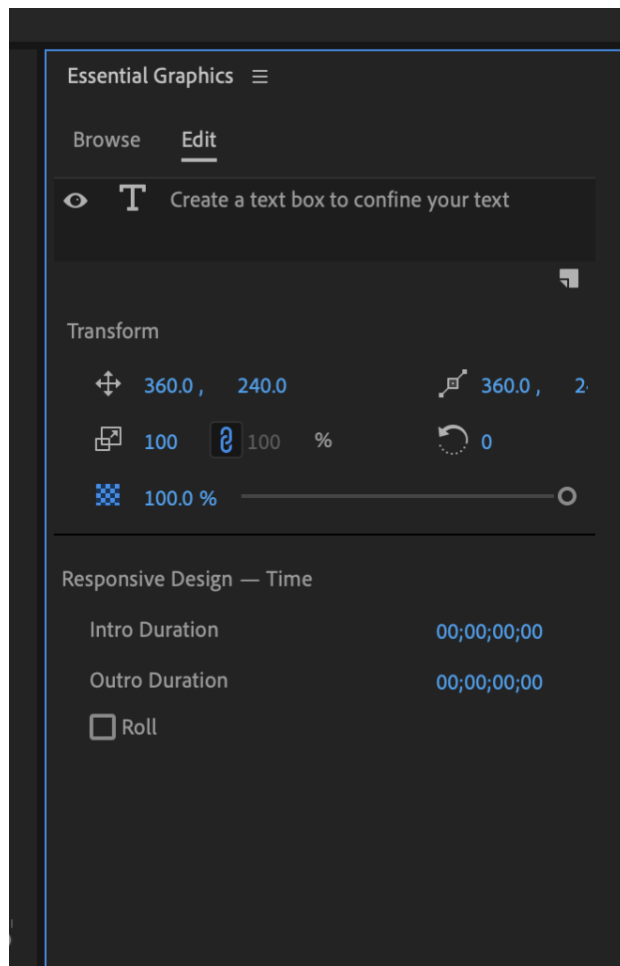 Essential Graphics
Browse Edit
T Create a text box to confine your text
Transform
360.0 , 240.0 360.0 ,
100 100 % 0
100.0 %
Responsive Design — Time
Intro Duration 00;00;00;00
Outro Duration 00;00;00;00
Roll